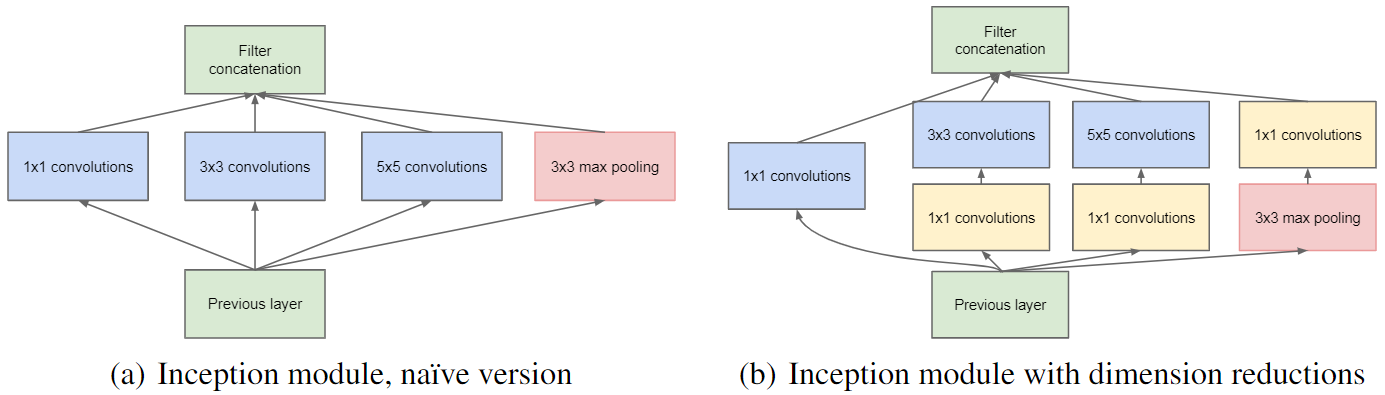 Filter
concatenation
1x1 convolutions
3x3 convolutions
5x5 convolutions
3x3 max pooling
Previous layer
(a) Inception module, naïve version
Filter
concatenation
3x3 convolutions
5x5 convolutions
1x1 convolutions
1x1 convolutions
1x1 convolutions
1x1 convolutions
3x3 max pooling
Previous layer
(b) Inception module with dimension reductions